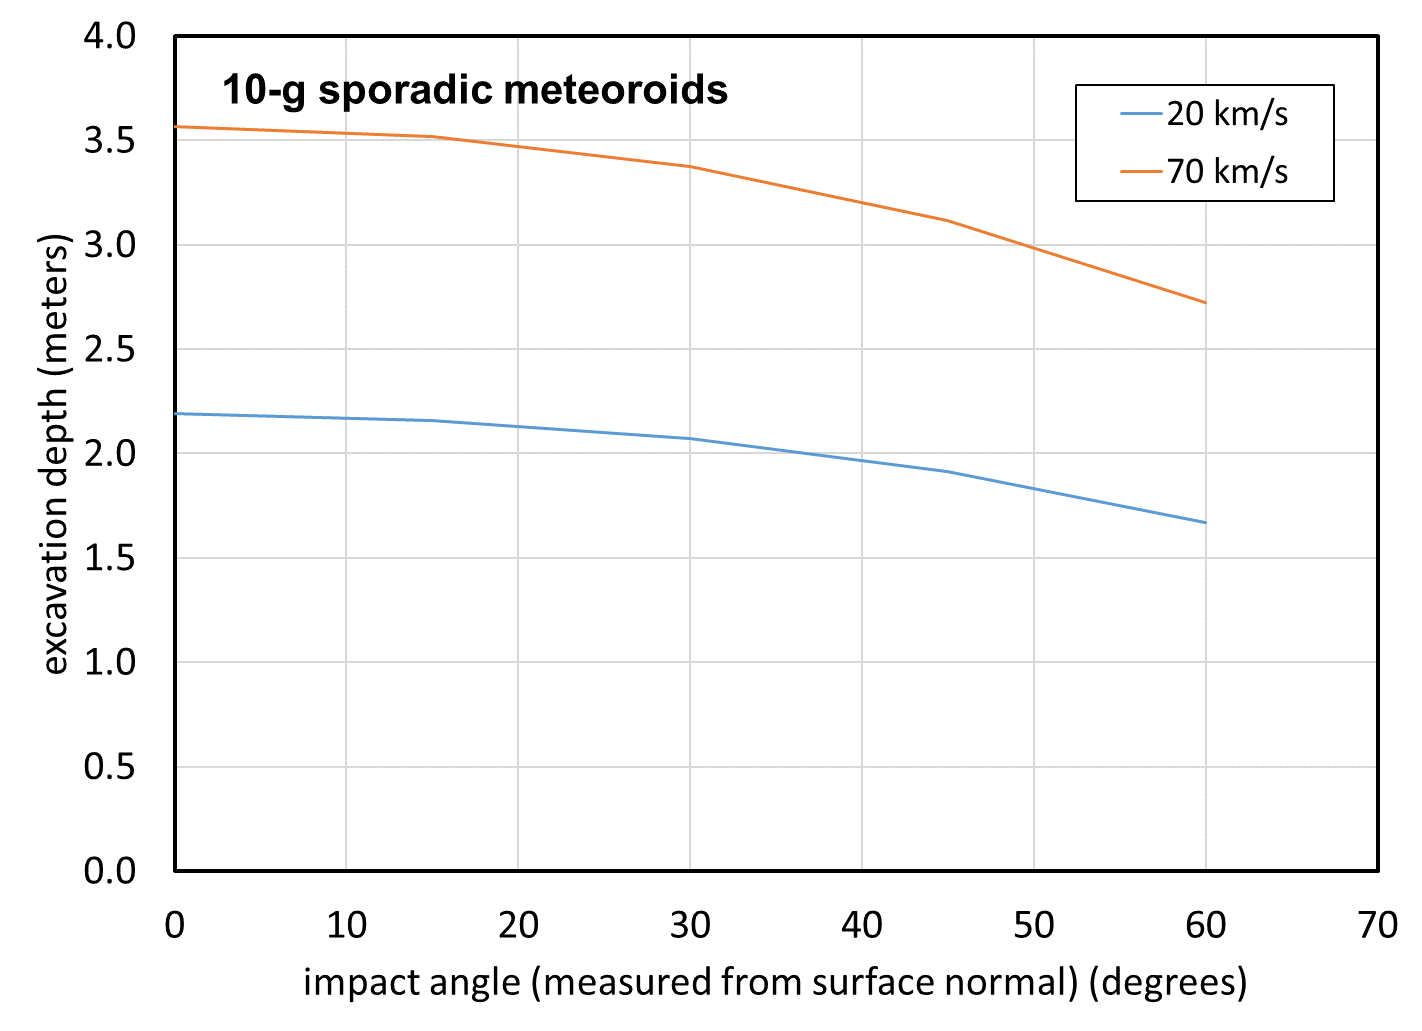 10-g sporadic meteoroids
20 km/s
70 km/s
excavation depth (meters)
4.0
3.5
3.0
2.5
2.0
1.5
1.0
0.5
0.0
0 10 20 30 40 50 60 70
impact angle (measured from surface normal) (degrees)